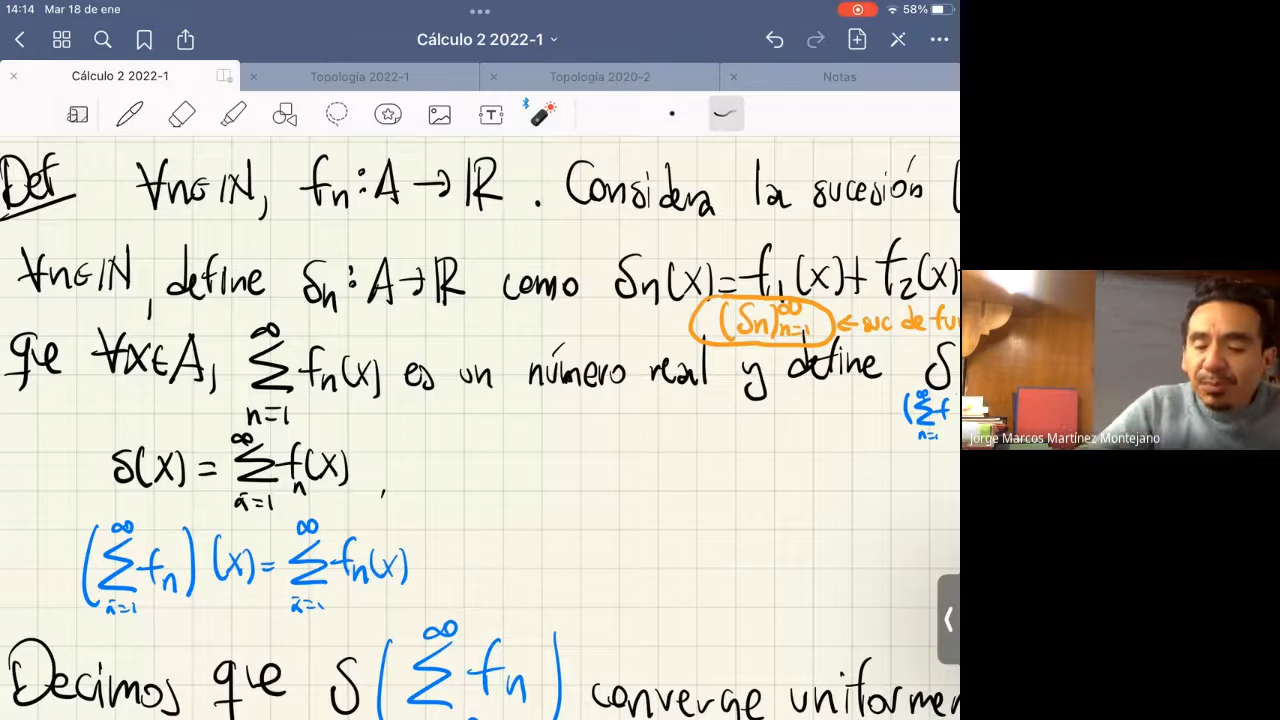 14:14 Mar 18 de ene
58%
Cálculo 2 2022-1
Cálculo 2 2022-1
Topología 2022-1
Topología 2020-2
Notas
Def ∀n∈ℕ, fn : A → ℝ. Considera la sucesión (
∀n∈ℕ, define sn : A → ℝ como sn(x) = f1(x) + f2(x)
(sn)_{n=1}^∞ ← suc de fu
que ∀x∈A, ∑_{n=1}^∞ fn(x) es un número real y define s
(∑_{n=1}^∞ f
s(x) = ∑_{n=1}^∞ fn(x),
(∑_{n=1}^∞ fn)(x) = ∑_{n=1}^∞ fn(x)
Decimos que s (∑^∞ fn) converge uniformem
Jorge Marcos Martínez Montejano